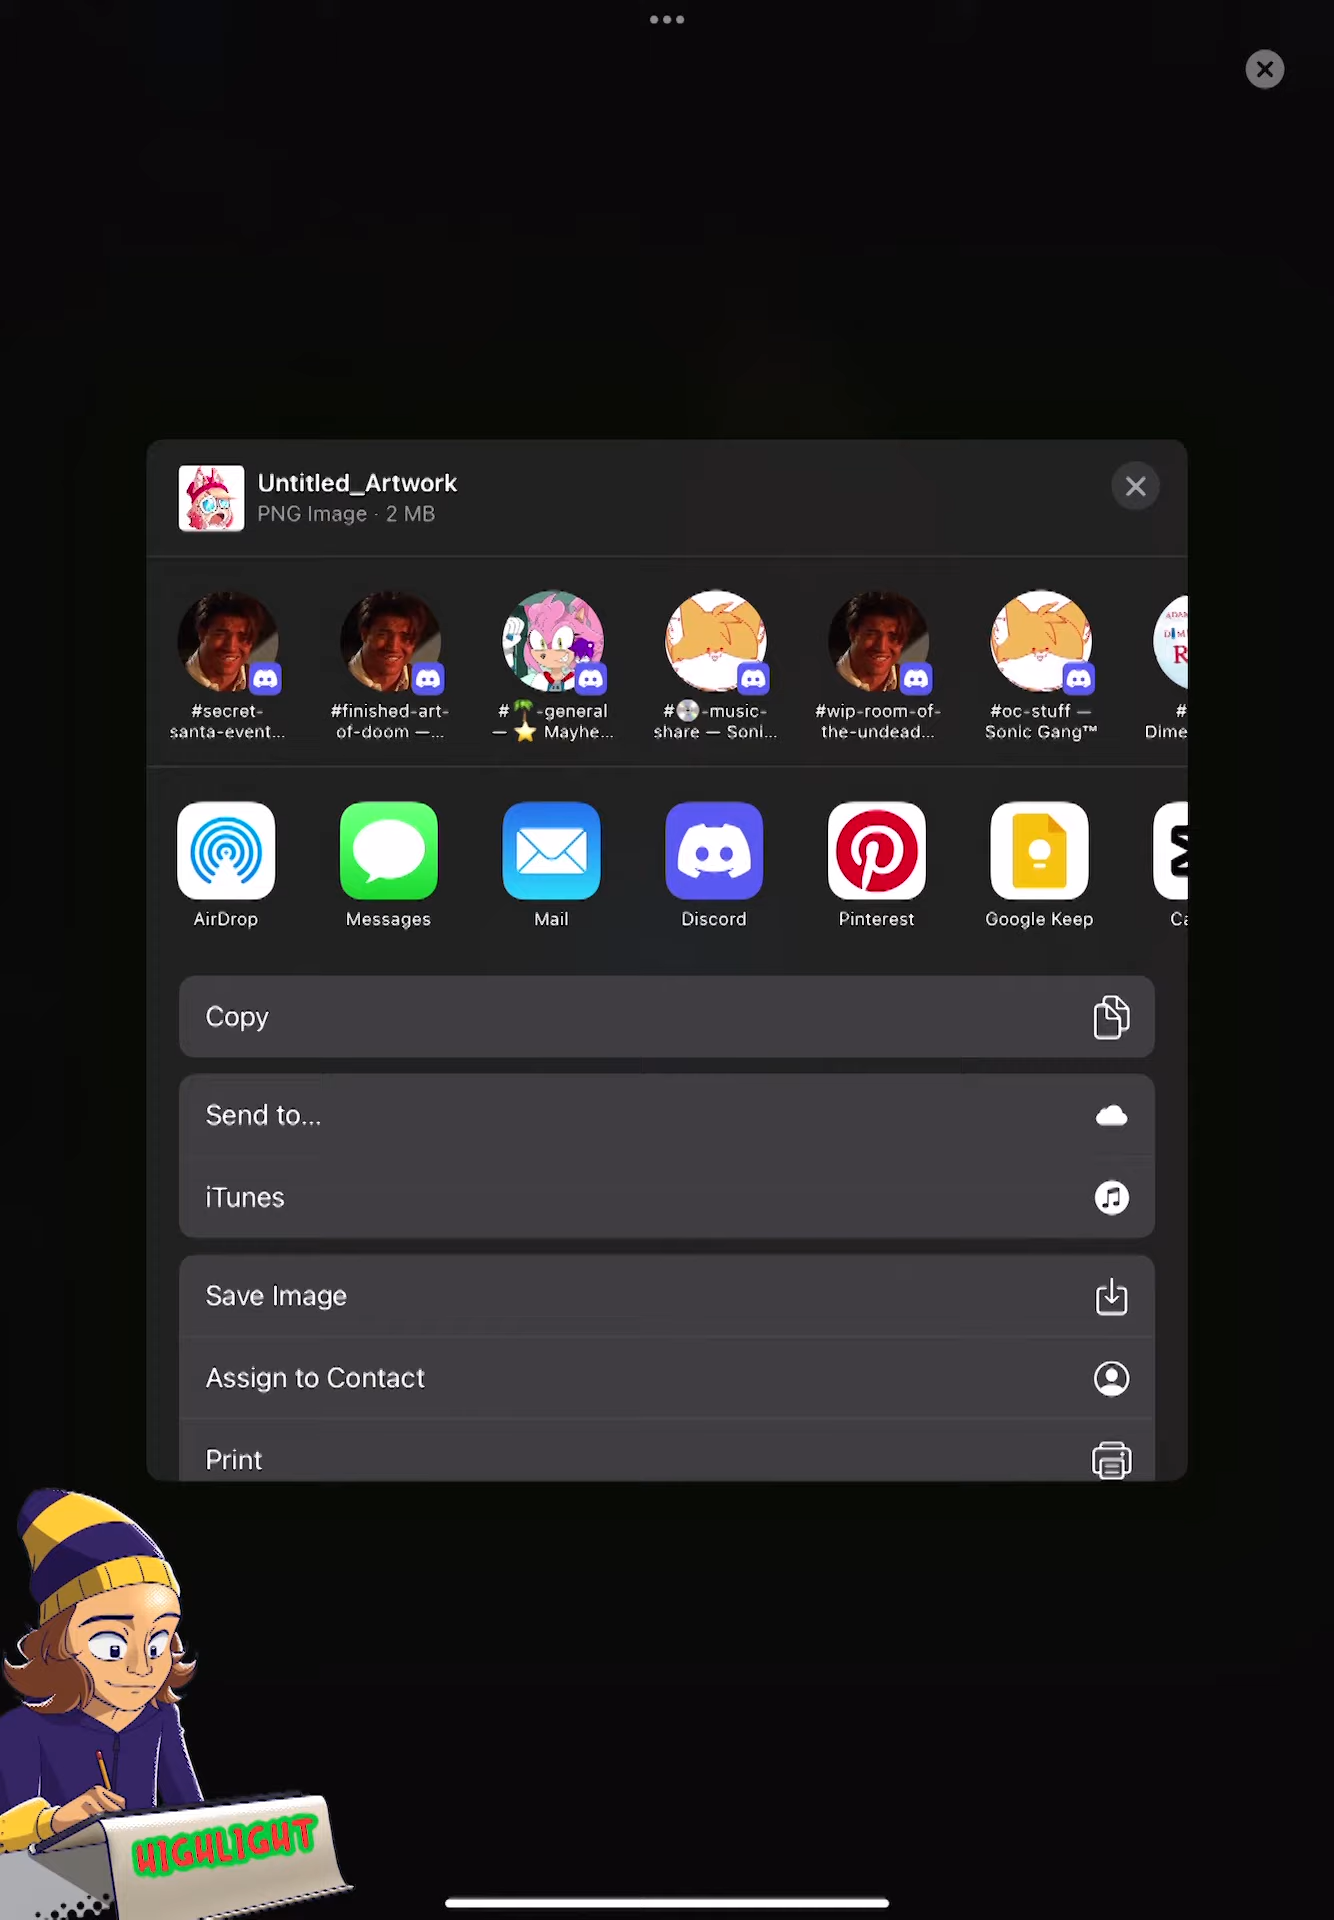 Untitled_Artwork
PNG Image · 2 MB
#secret-
santa-event...
#finished-art-
of-doom —...
#🌴-general
— ⭐ Mayhe...
#💿-music-
share — Soni...
#wip-room-of-
the-undead...
#oc-stuff —
Sonic Gang™
#
Dime
R
AirDrop
Messages
Mail
Discord
Pinterest
Google Keep
Ca
Copy
Send to...
iTunes
Save Image
Assign to Contact
Print
HIGHLIGHT